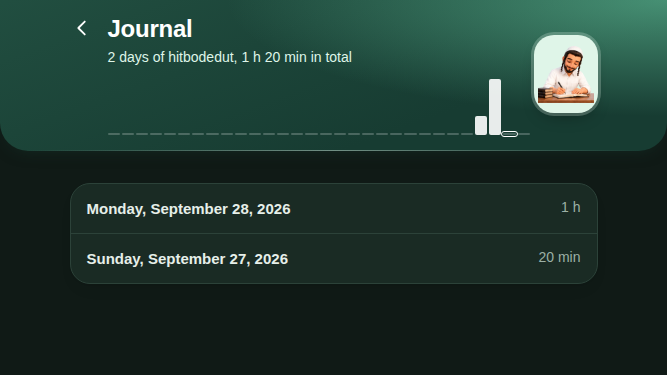 Journal
2 days of hitbodedut, 1 h 20 min in total
Monday, September 28, 2026 1 h
Sunday, September 27, 2026 20 min